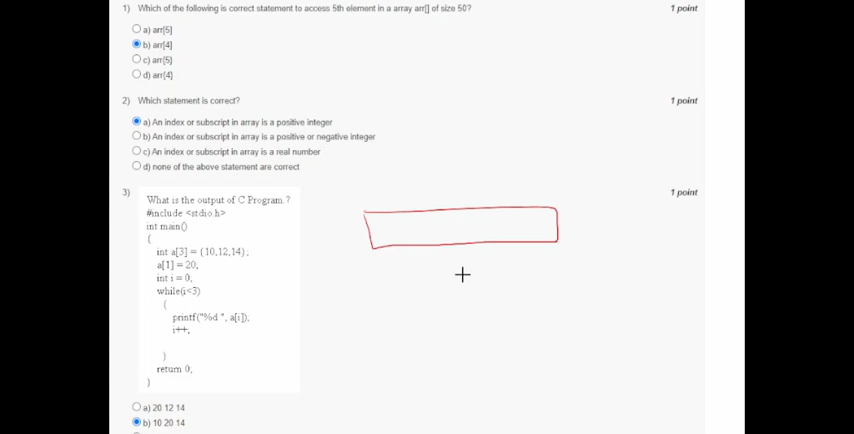 1) Which of the following is correct statement to access 5th element in a array arr[] of size 50? 1 point
a) arr[5]
b) arr[4]
c) arr{5}
d) arr{4}
2) Which statement is correct? 1 point
a) An index or subscript in array is a positive integer
b) An index or subscript in array is a positive or negative integer
c) An index or subscript in array is a real number
d) none of the above statement are correct
3) 1 point
What is the output of C Program.?
#include <stdio.h>
int main()
{
int a[3] = {10,12,14};
a[1] = 20;
int i = 0;
while(i<3)
{
printf("%d ", a[i]);
i++;
}
return 0;
}
a) 20 12 14
b) 10 20 14